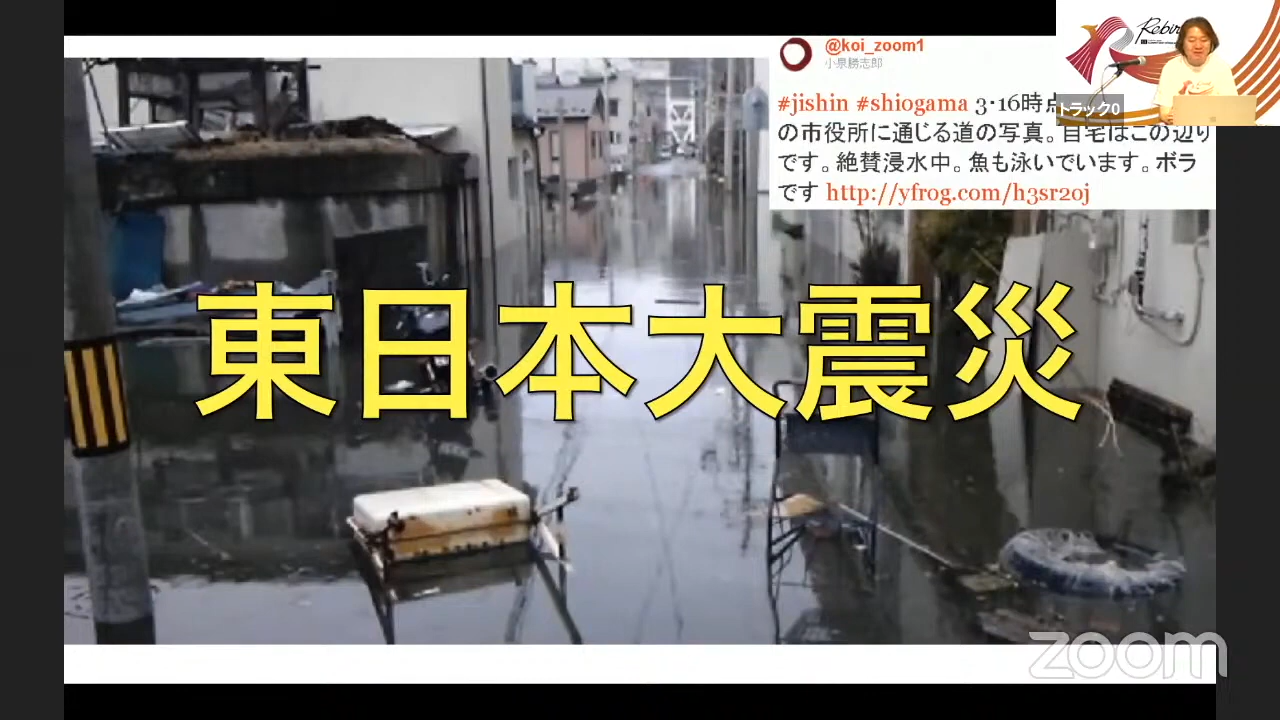 @koi_zoom1
小泉勝志郎
#jishin #shiogama 3・16時点
の市役所に通じる道の写真。自宅はこの辺り
です。絶賛浸水中。魚も泳いでいます。ボラ
です http://yfrog.com/h3sr2oj
トラック0
東日本大震災
zoom